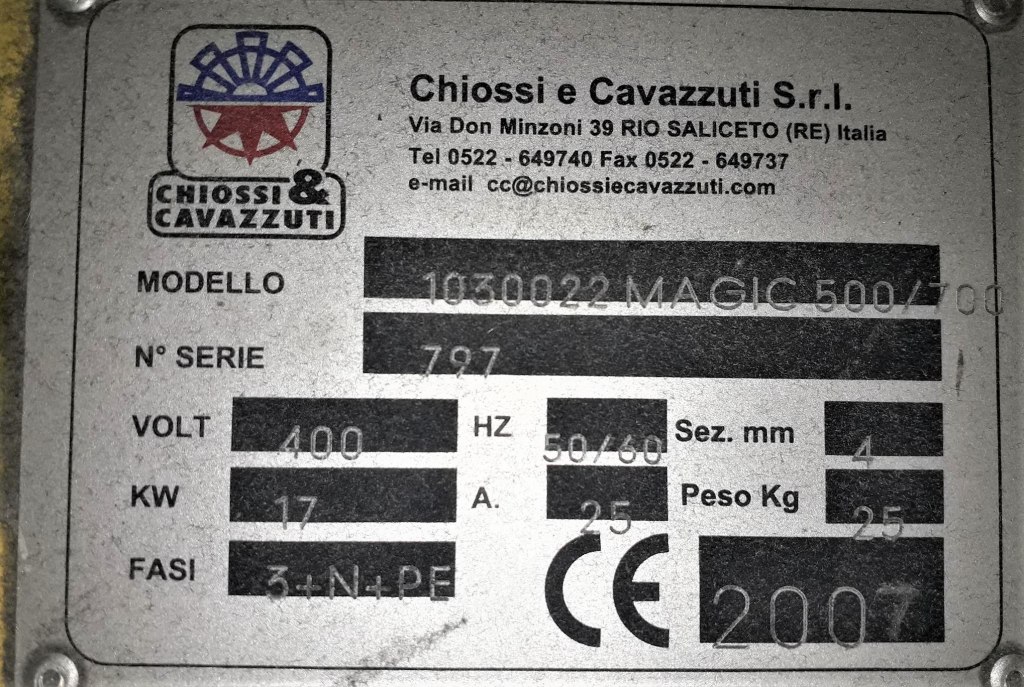 CHIOSSI &
CAVAZZUTI
Chiossi e Cavazzuti S.r.l.
Via Don Minzoni 39 RIO SALICETO (RE) Italia
Tel 0522 - 649740 Fax 0522 - 649737
e-mail cc@chiossiecavazzuti.com
MODELLO 1030022 MAGIC 500/700
N° SERIE 797
VOLT 400 HZ 50/60 Sez. mm 4
KW 17 A. 25 Peso Kg 25
FASI 3+N+PE CE 2007